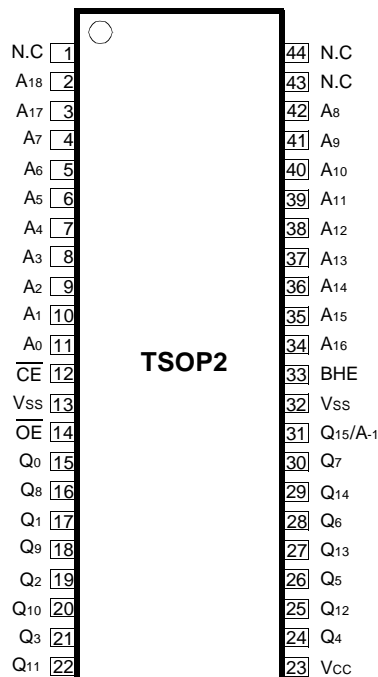 N.C 1 44 N.C
A18 2 43 N.C
A17 3 42 A8
A7 4 41 A9
A6 5 40 A10
A5 6 39 A11
A4 7 38 A12
A3 8 37 A13
A2 9 36 A14
A1 10 35 A15
A0 11 34 A16
TSOP2
C̅E̅ 12 33 BHE
VSS 13 32 VSS
O̅E̅ 14 31 Q15/A-1
Q0 15 30 Q7
Q8 16 29 Q14
Q1 17 28 Q6
Q9 18 27 Q13
Q2 19 26 Q5
Q10 20 25 Q12
Q3 21 24 Q4
Q11 22 23 VCC